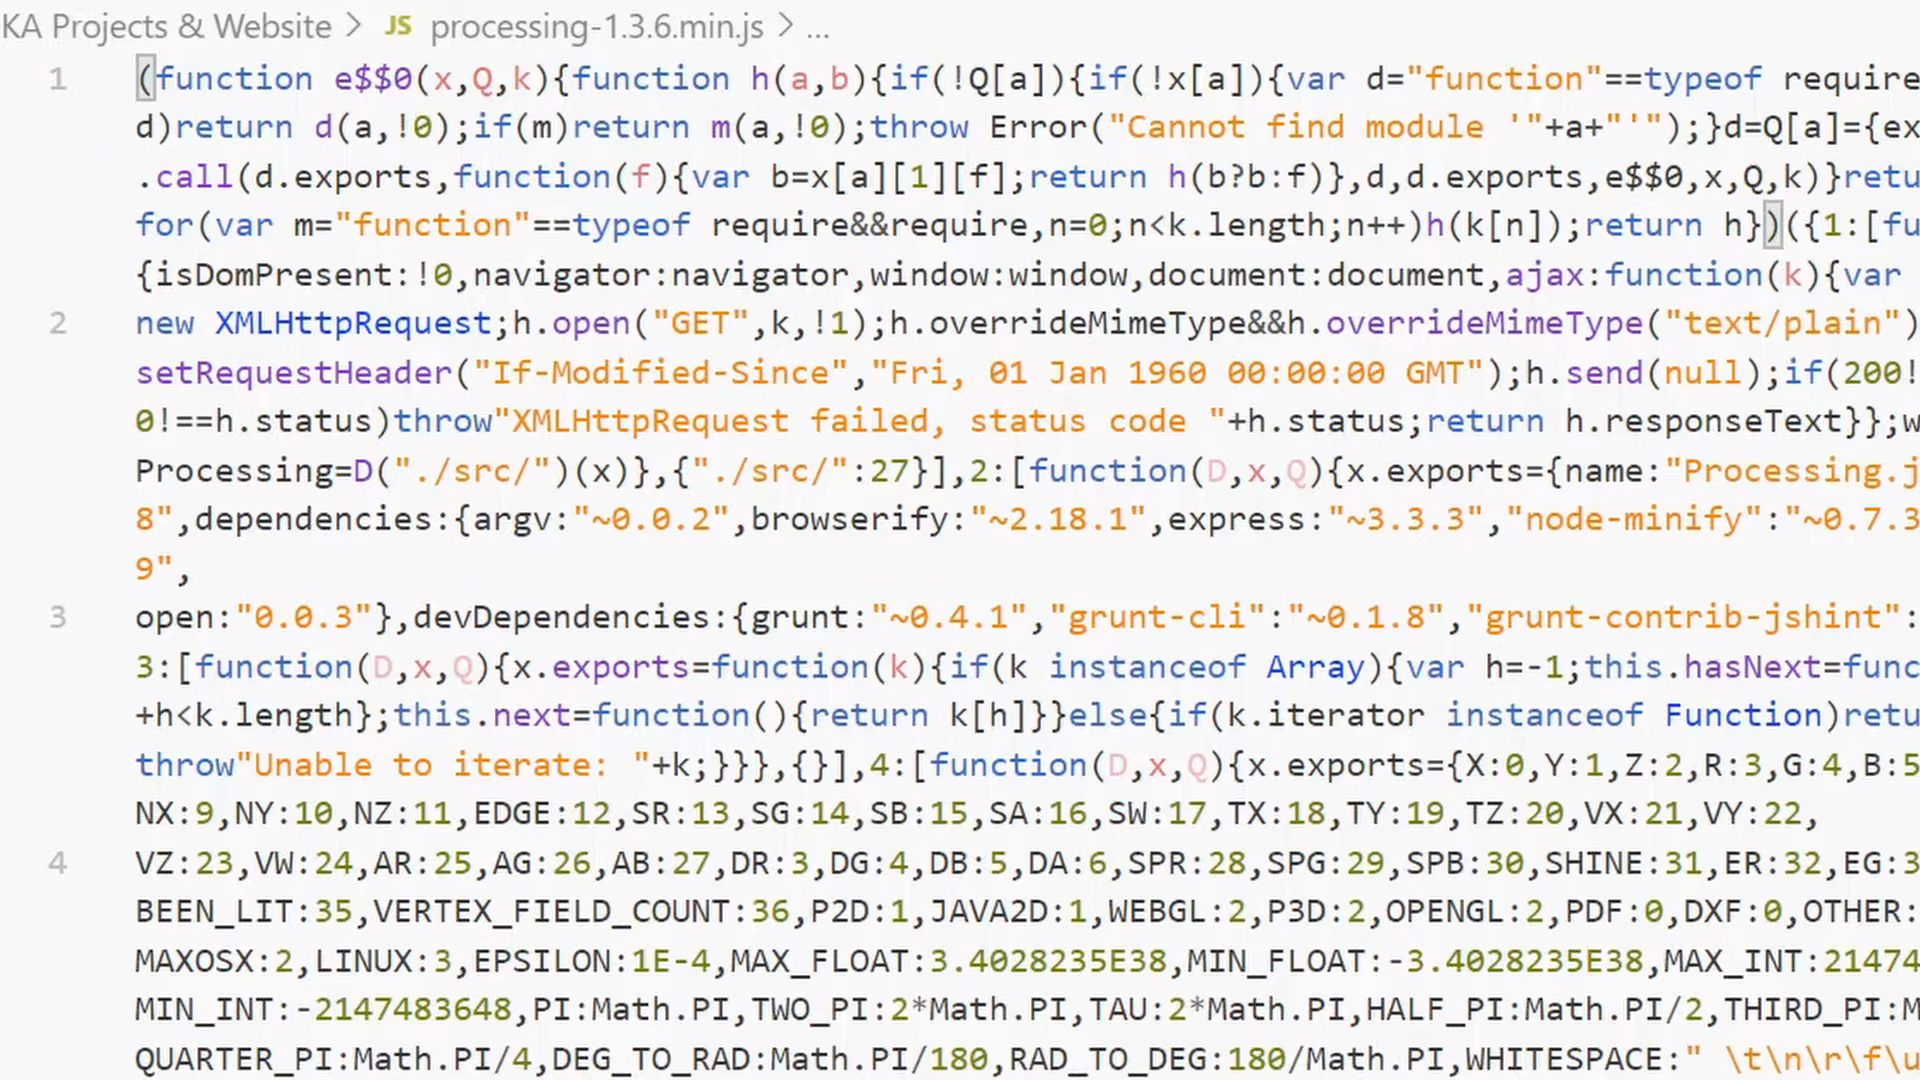 KA Projects & Website > JS processing-1.3.6.min.js > ...
1 (function e$$0(x,Q,k){function h(a,b){if(!Q[a]){if(!x[a]){var d="function"==typeof require
d)return d(a,!0);if(m)return m(a,!0);throw Error("Cannot find module '"+a+"'");}d=Q[a]={ex
.call(d.exports,function(f){var b=x[a][1][f];return h(b?b:f)},d,d.exports,e$$0,x,Q,k)}retu
for(var m="function"==typeof require&&require,n=0;n<k.length;n++)h(k[n]);return h})({1:[fu
{isDomPresent:!0,navigator:navigator,window:window,document:document,ajax:function(k){var
2 new XMLHttpRequest;h.open("GET",k,!1);h.overrideMimeType&&h.overrideMimeType("text/plain")
setRequestHeader("If-Modified-Since","Fri, 01 Jan 1960 00:00:00 GMT");h.send(null);if(200!
0!==h.status)throw"XMLHttpRequest failed, status code "+h.status;return h.responseText}};w
Processing=D("./src/")(x)},{"./src/":27}],2:[function(D,x,Q){x.exports={name:"Processing.j
8",dependencies:{argv:"~0.0.2",browserify:"~2.18.1",express:"~3.3.3","node-minify":"~0.7.3
9",
3 open:"0.0.3"},devDependencies:{grunt:"~0.4.1","grunt-cli":"~0.1.8","grunt-contrib-jshint":
3:[function(D,x,Q){x.exports=function(k){if(k instanceof Array){var h=-1;this.hasNext=func
+h<k.length};this.next=function(){return k[h]}}else{if(k.iterator instanceof Function)retu
throw"Unable to iterate: "+k;}}},{}],4:[function(D,x,Q){x.exports={X:0,Y:1,Z:2,R:3,G:4,B:5
NX:9,NY:10,NZ:11,EDGE:12,SR:13,SG:14,SB:15,SA:16,SW:17,TX:18,TY:19,TZ:20,VX:21,VY:22,
4 VZ:23,VW:24,AR:25,AG:26,AB:27,DR:3,DG:4,DB:5,DA:6,SPR:28,SPG:29,SPB:30,SHINE:31,ER:32,EG:3
BEEN_LIT:35,VERTEX_FIELD_COUNT:36,P2D:1,JAVA2D:1,WEBGL:2,P3D:2,OPENGL:2,PDF:0,DXF:0,OTHER:
MAXOSX:2,LINUX:3,EPSILON:1E-4,MAX_FLOAT:3.4028235E38,MIN_FLOAT:-3.4028235E38,MAX_INT:21474
MIN_INT:-2147483648,PI:Math.PI,TWO_PI:2*Math.PI,TAU:2*Math.PI,HALF_PI:Math.PI/2,THIRD_PI:M
QUARTER_PI:Math.PI/4,DEG_TO_RAD:Math.PI/180,RAD_TO_DEG:180/Math.PI,WHITESPACE:" \t\n\r\f\u